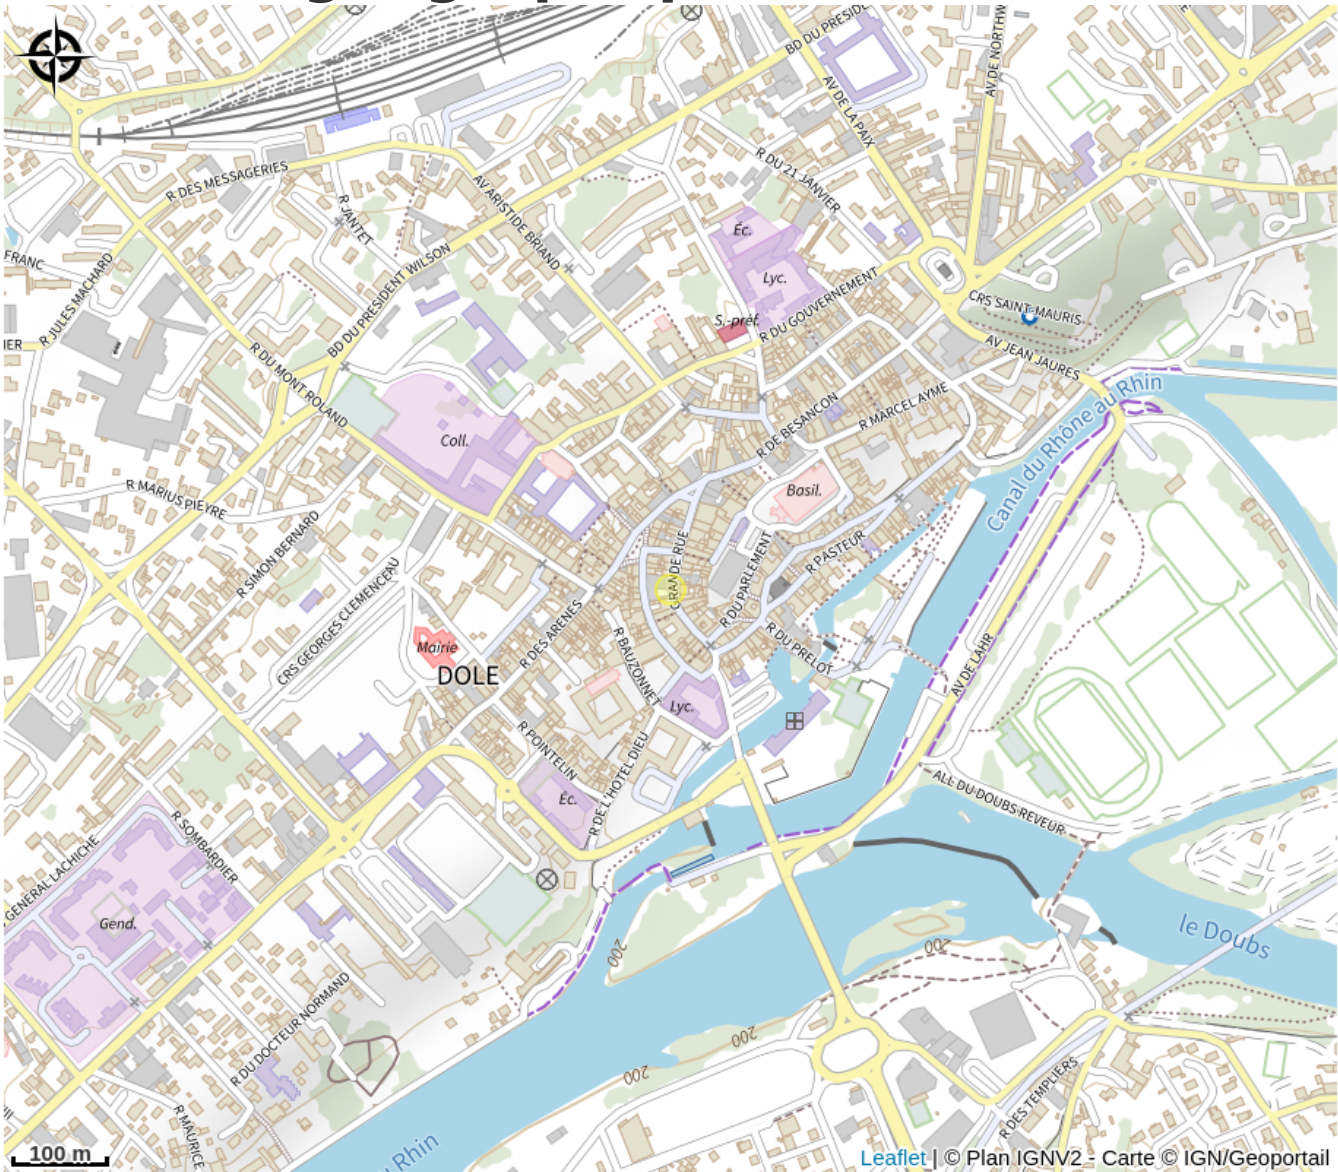 BD DU PRESIDE
AV DE NORTHW
AV DE LA PAIX
R DES MESSAGERIES
R DU 21 JANVIER
AV ARISTIDE BRIAND
R JANTET
Éc.
FRANC
R JULES MACHARD
BD DU PRESIDENT WILSON
Lyc.
CRS SAINT-MAURIS
S.-préf.
R DU GOUVERNEMENT
IER
AV JEAN JAURES
R DU MONT ROLAND
R MARCEL AYME
R DE BESANCON
Canal du Rhône au Rhin
Coll.
R MARIUS PIEYRE
Basil.
R SIMON BERNARD
GRANDE RUE
R DU PARLEMENT
R PASTEUR
CRS GEORGES CLEMENCEAU
R DES ARENES
Mairie
R BAUZONNET
R DU PRELOT
AV DE LAHR
DOLE
Lyc.
R POINTELIN
R DE L'HOTEL DIEU
ALL DU DOUBS REVEUR
Éc.
R SOMBARDIER
GENERAL LACHICHE
Gend.
le Doubs
200
200
R DU DOCTEUR NORMAND
200
200
R DES TEMPLIERS
R MAURICE
u Rhin
100 m
Leaflet | © Plan IGNV2 - Carte © IGN/Geoportail